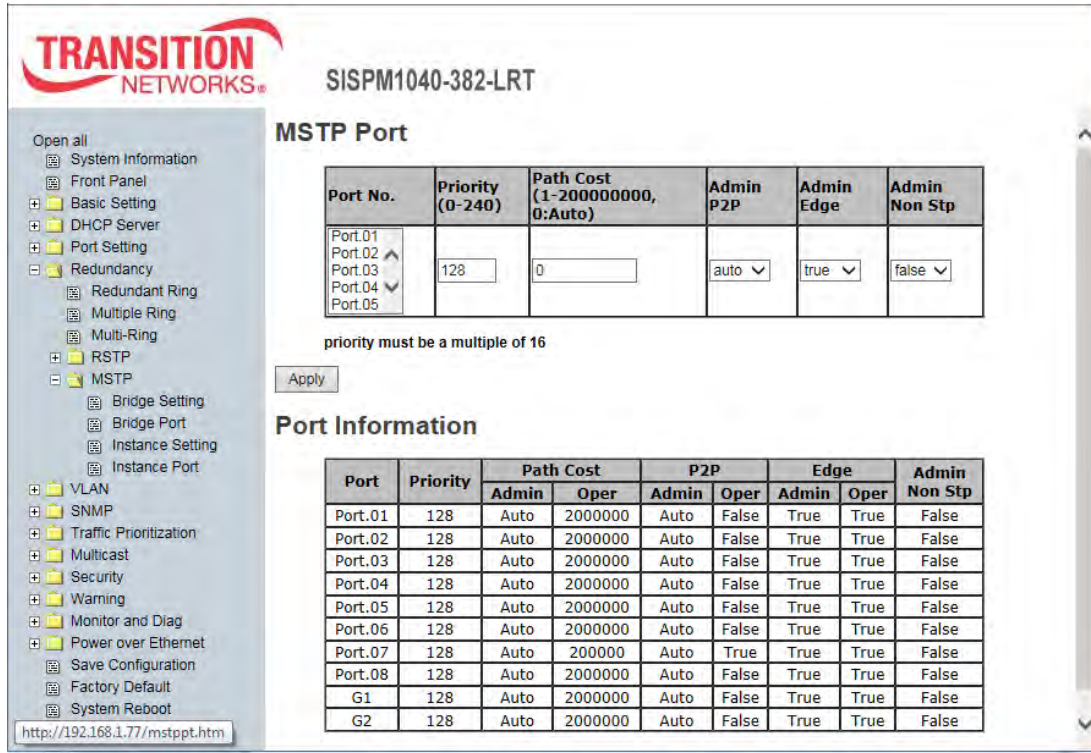 TRANSITION
NETWORKS®
SISPM1040-382-LRT
Open all
System Information
Front Panel
Basic Setting
DHCP Server
Port Setting
Redundancy
Redundant Ring
Multiple Ring
Multi-Ring
RSTP
MSTP
Bridge Setting
Bridge Port
Instance Setting
Instance Port
VLAN
SNMP
Traffic Prioritization
Multicast
Security
Warning
Monitor and Diag
Power over Ethernet
Save Configuration
Factory Default
System Reboot
http://192.168.1.77/mstppt.htm
MSTP Port
Port No. Priority (0-240) Path Cost (1-200000000, 0:Auto) Admin P2P Admin Edge Admin Non Stp
Port.01
Port.02
Port.03
Port.04
Port.05
128 0 auto true false
priority must be a multiple of 16
Apply
Port Information
Port Priority Path Cost P2P Edge Admin Non Stp
Admin Oper Admin Oper Admin Oper
Port.01 128 Auto 2000000 Auto False True True False
Port.02 128 Auto 2000000 Auto False True True False
Port.03 128 Auto 2000000 Auto False True True False
Port.04 128 Auto 2000000 Auto False True True False
Port.05 128 Auto 2000000 Auto False True True False
Port.06 128 Auto 2000000 Auto False True True False
Port.07 128 Auto 200000 Auto True True True False
Port.08 128 Auto 2000000 Auto False True True False
G1 128 Auto 2000000 Auto False True True False
G2 128 Auto 2000000 Auto False True True False